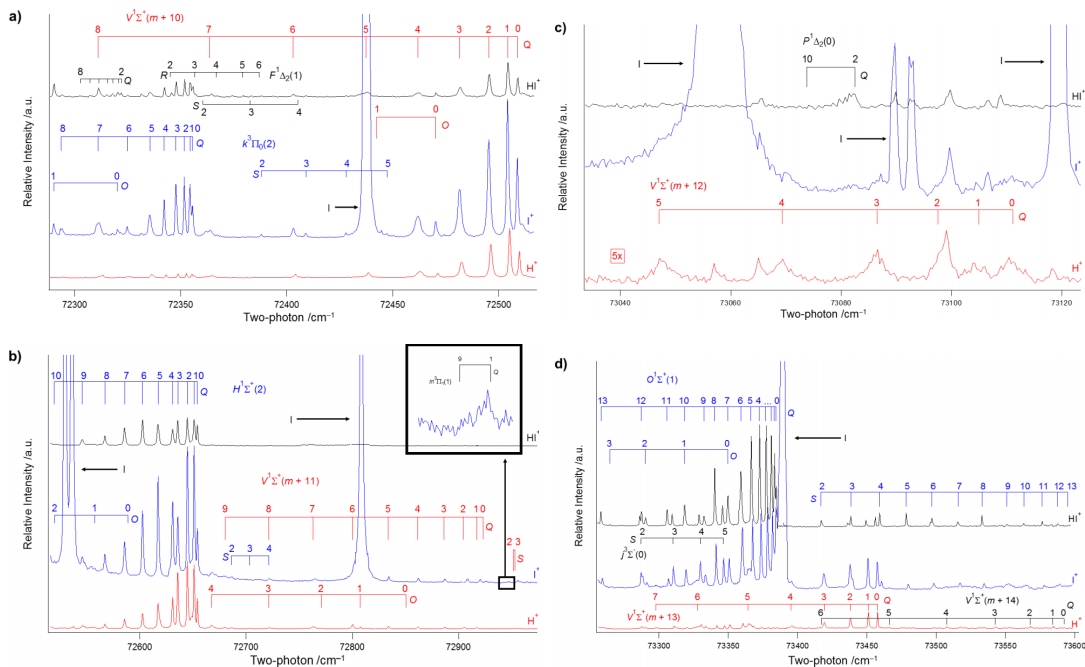 a)
V¹Σ⁺(m + 10)
8 7 6 5 4 3 2 1 0
Q
8 2 Q
R 2 3 4 5 6 F¹Δ₂(1)
S 2 3 4
HI⁺
1 0 O
8 7 6 5 4 3 2 1 0 Q
k³Π₀(2)
S 2 3 4 5
1 0 O
I
I⁺
H⁺
Relative Intensity /a.u.
72300 72350 72400 72450 72500
Two-photon /cm⁻¹
b)
10 9 8 7 6 5 4 3 2 10 Q
H¹Σ⁺(2)
9 1
m³Π₀(1) Q
I
HI⁺
I
V¹Σ⁺(m + 11)
2 1 0 O
9 8 7 6 5 4 3 2 1 0 Q
S 2 3 4
2 3
S
I⁺
4 3 2 1 0 O
H⁺
Relative Intensity /a.u.
72600 72700 72800 72900
Two-photon /cm⁻¹
c)
P¹Δ₂(0)
10 2
Q
I
HI⁺
I
I⁺
V¹Σ⁺(m + 12)
5 4 3 2 1 0
Q
5x
H⁺
Relative Intensity /a.u.
73040 73060 73080 73100 73120
Two-photon /cm⁻¹
d)
O¹Σ⁺(1)
13 12 11 10 9 8 7 6 5 4 ... 0
Q
3 2 1 0 O
I
S 2 3 4 5 6 7 8 9 10 11 12 13
HI⁺
2 3 4 5
S
j³Σ⁻(0)
I⁺
7 6 5 4 3 2 1 0 Q
V¹Σ⁺(m + 13)
V¹Σ⁺(m + 14) Q
6 5 4 3 2 1 0
H⁺
Relative Intensity /a.u.
73300 73350 73400 73450 73500 73550 73600
Two-photon /cm⁻¹